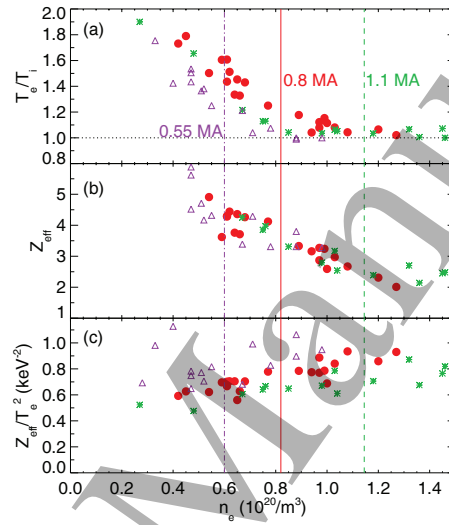 (a)
T_e/T_i
2.0
1.8
1.6
1.4
1.2
1.0
0.8
0.55 MA
0.8 MA
1.1 MA
(b)
Z_eff
5
4
3
2
1
(c)
Z_eff/T_e^2 (keV^-2)
1.0
0.8
0.6
0.4
0.2
0.0
0.0 0.2 0.4 0.6 0.8 1.0 1.2 1.4
n_e (10^20/m^3)
Manu